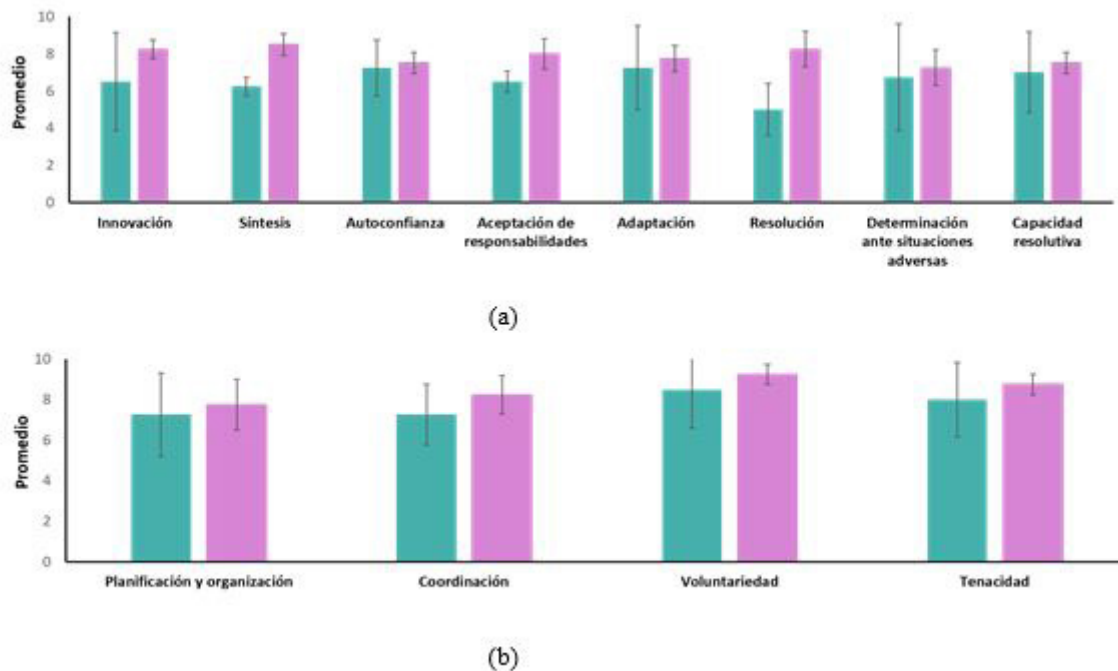 10
8
6
4
2
0
Promedio
Innovación
Síntesis
Autoconfianza
Aceptación de
responsabilidades
Adaptación
Resolución
Determinación
ante situaciones
adversas
Capacidad
resolutiva
(a)
10
8
6
4
2
0
Promedio
Planificación y organización
Coordinación
Voluntariedad
Tenacidad
(b)